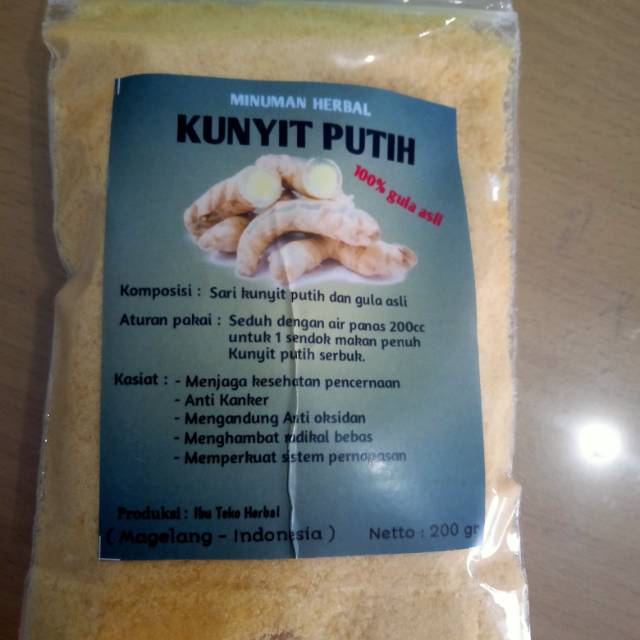 MINUMAN HERBAL
KUNYIT PUTIH
100% gula asli
Komposisi : Sari kunyit putih dan gula asli
Aturan pakai : Seduh dengan air panas 200cc
untuk 1 sendok makan penuh
Kunyit putih serbuk.
Kasiat : - Menjaga kesehatan pencernaan
- Anti Kanker
- Mengandung Anti oksidan
- Menghambat radikal bebas
- Memperkuat sistem pernapasan
Produksi : Ibu Teko Herbal
( Magelang - Indonesia ) Netto : 200 gr